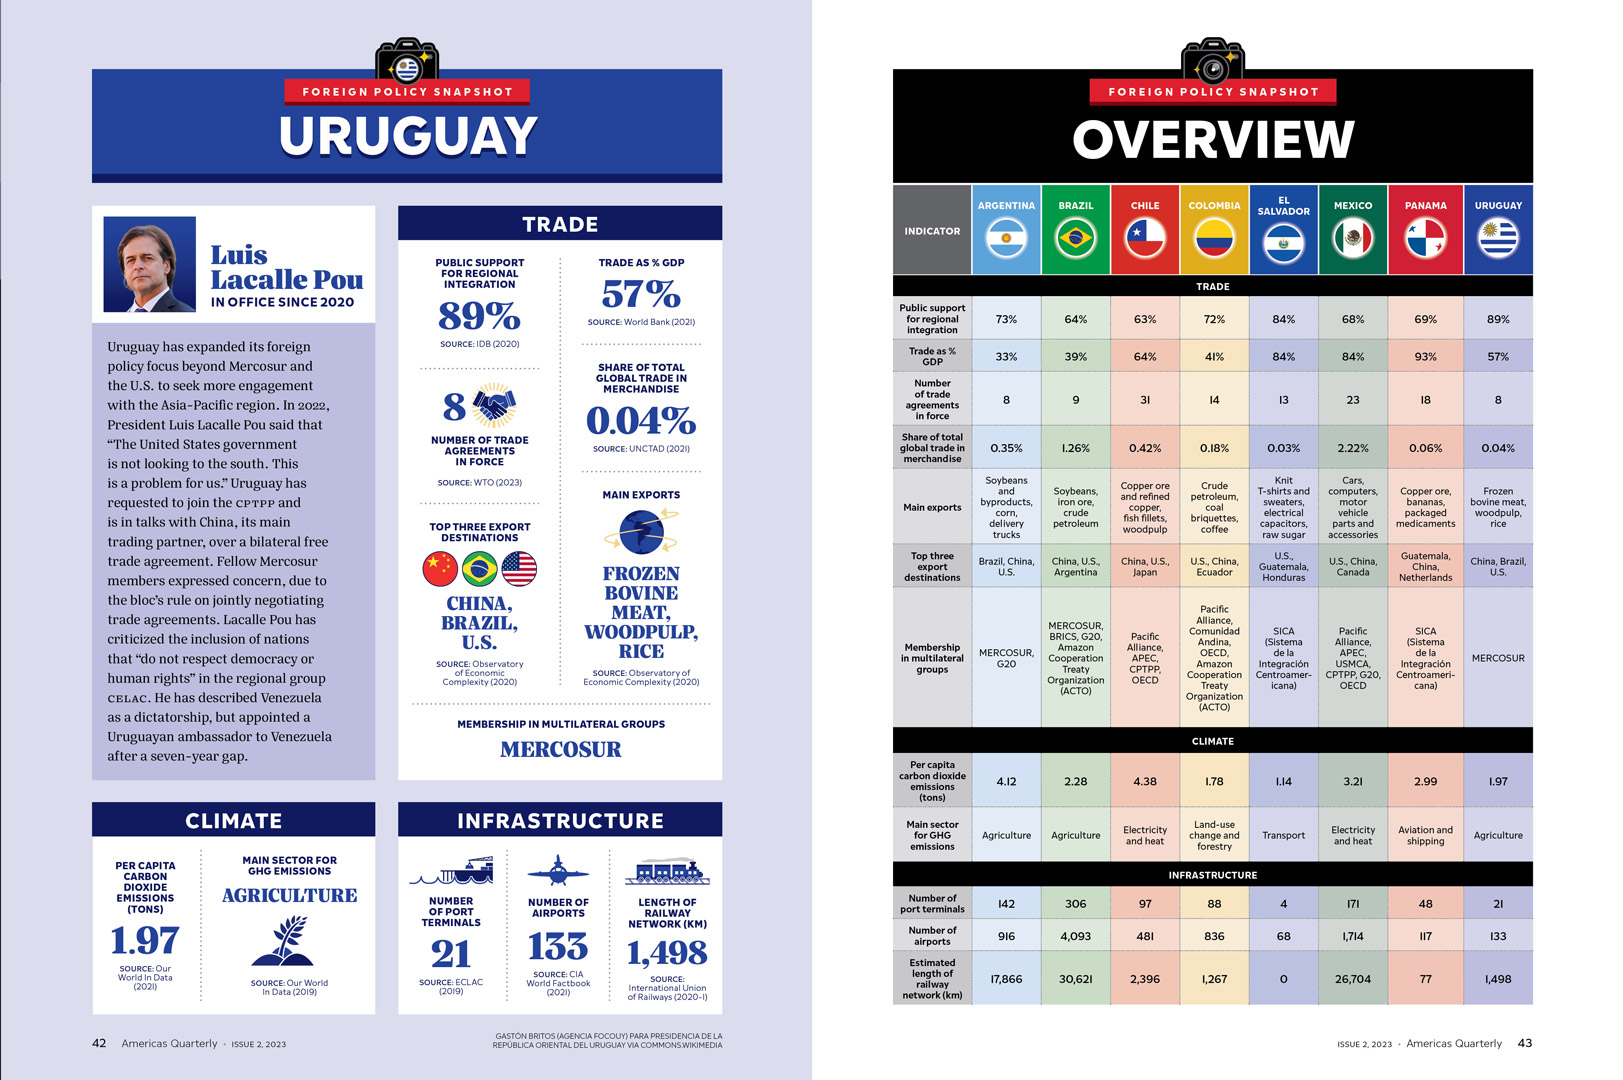 FOREIGN POLICY SNAPSHOT
URUGUAY
Luis
Lacalle Pou
IN OFFICE SINCE 2020
Uruguay has expanded its foreign
policy focus beyond Mercosur and
the U.S. to seek more engagement
with the Asia-Pacific region. In 2022,
President Luis Lacalle Pou said that
“The United States government
is not looking to the south. This
is a problem for us.” Uruguay has
requested to join the CPTPP and
is in talks with China, its main
trading partner, over a bilateral free
trade agreement. Fellow Mercosur
members expressed concern, due to
the bloc’s rule on jointly negotiating
trade agreements. Lacalle Pou has
criticized the inclusion of nations
that “do not respect democracy or
human rights” in the regional group
CELAC. He has described Venezuela
as a dictatorship, but appointed a
Uruguayan ambassador to Venezuela
after a seven-year gap.
TRADE
PUBLIC SUPPORT
FOR REGIONAL
INTEGRATION
89%
SOURCE: IDB (2020)
8
NUMBER OF TRADE
AGREEMENTS
IN FORCE
SOURCE: WTO (2023)
TOP THREE EXPORT
DESTINATIONS
CHINA,
BRAZIL,
U.S.
SOURCE: Observatory
of Economic
Complexity (2020)
TRADE AS % GDP
57%
SOURCE: World Bank (2021)
SHARE OF TOTAL
GLOBAL TRADE IN
MERCHANDISE
0.04%
SOURCE: UNCTAD (2021)
MAIN EXPORTS
FROZEN
BOVINE
MEAT,
WOODPULP,
RICE
SOURCE: Observatory of
Economic Complexity (2020)
MEMBERSHIP IN MULTILATERAL GROUPS
MERCOSUR
CLIMATE
PER CAPITA
CARBON
DIOXIDE
EMISSIONS
(TONS)
1.97
SOURCE: Our
World In Data
(2021)
MAIN SECTOR FOR
GHG EMISSIONS
AGRICULTURE
SOURCE: Our World
In Data (2019)
INFRASTRUCTURE
NUMBER
OF PORT
TERMINALS
21
SOURCE: ECLAC
(2019)
NUMBER OF
AIRPORTS
133
SOURCE: CIA
World Factbook
(2021)
LENGTH OF
RAILWAY
NETWORK (KM)
1,498
SOURCE:
International Union
of Railways (2020-1)
42 Americas Quarterly • ISSUE 2, 2023
GASTÓN BRITOS (AGENCIA FOCOUY) PARA PRESIDENCIA DE LA
REPÚBLICA ORIENTAL DEL URUGUAY VIA COMMONS.WIKIMEDIA
FOREIGN POLICY SNAPSHOT
OVERVIEW
INDICATOR
ARGENTINA
BRAZIL
CHILE
COLOMBIA
EL
SALVADOR
MEXICO
PANAMA
URUGUAY
TRADE
Public support
for regional
integration
73% 64% 63% 72% 84% 68% 69% 89%
Trade as %
GDP
33% 39% 64% 41% 84% 84% 93% 57%
Number
of trade
agreements
in force
8 9 31 14 13 23 18 8
Share of total
global trade in
merchandise
0.35% 1.26% 0.42% 0.18% 0.03% 2.22% 0.06% 0.04%
Main exports
Soybeans
and
byproducts,
corn,
delivery
trucks
Soybeans,
iron ore,
crude
petroleum
Copper ore
and refined
copper,
fish fillets,
woodpulp
Crude
petroleum,
coal
briquettes,
coffee
Knit
T-shirts and
sweaters,
electrical
capacitors,
raw sugar
Cars,
computers,
motor
vehicle
parts and
accessories
Copper ore,
bananas,
packaged
medicaments
Frozen
bovine meat,
woodpulp,
rice
Top three
export
destinations
Brazil, China,
U.S.
China, U.S.,
Argentina
China, U.S.,
Japan
U.S., China,
Ecuador
U.S.,
Guatemala,
Honduras
U.S., China,
Canada
Guatemala,
China,
Netherlands
China, Brazil,
U.S.
Membership
in multilateral
groups
MERCOSUR,
G20
MERCOSUR,
BRICS, G20,
Amazon
Cooperation
Treaty
Organization
(ACTO)
Pacific
Alliance,
APEC,
CPTPP,
OECD
Pacific
Alliance,
Comunidad
Andina,
OECD,
Amazon
Cooperation
Treaty
Organization
(ACTO)
SICA
(Sistema
de la
Integración
Centroamer-
icana)
Pacific
Alliance,
APEC,
USMCA,
CPTPP, G20,
OECD
SICA
(Sistema
de la
Integración
Centroameri-
cana)
MERCOSUR
CLIMATE
Per capita
carbon dioxide
emissions
(tons)
4.12 2.28 4.38 1.78 1.14 3.21 2.99 1.97
Main sector
for GHG
emissions
Agriculture
Agriculture
Electricity
and heat
Land-use
change and
forestry
Transport
Electricity
and heat
Aviation and
shipping
Agriculture
INFRASTRUCTURE
Number of
port terminals
142 306 97 88 4 171 48 21
Number of
airports
916 4,093 481 836 68 1,714 117 133
Estimated
length of
railway
network (km)
17,866 30,621 2,396 1,267 0 26,704 77 1,498
ISSUE 2, 2023 • Americas Quarterly 43